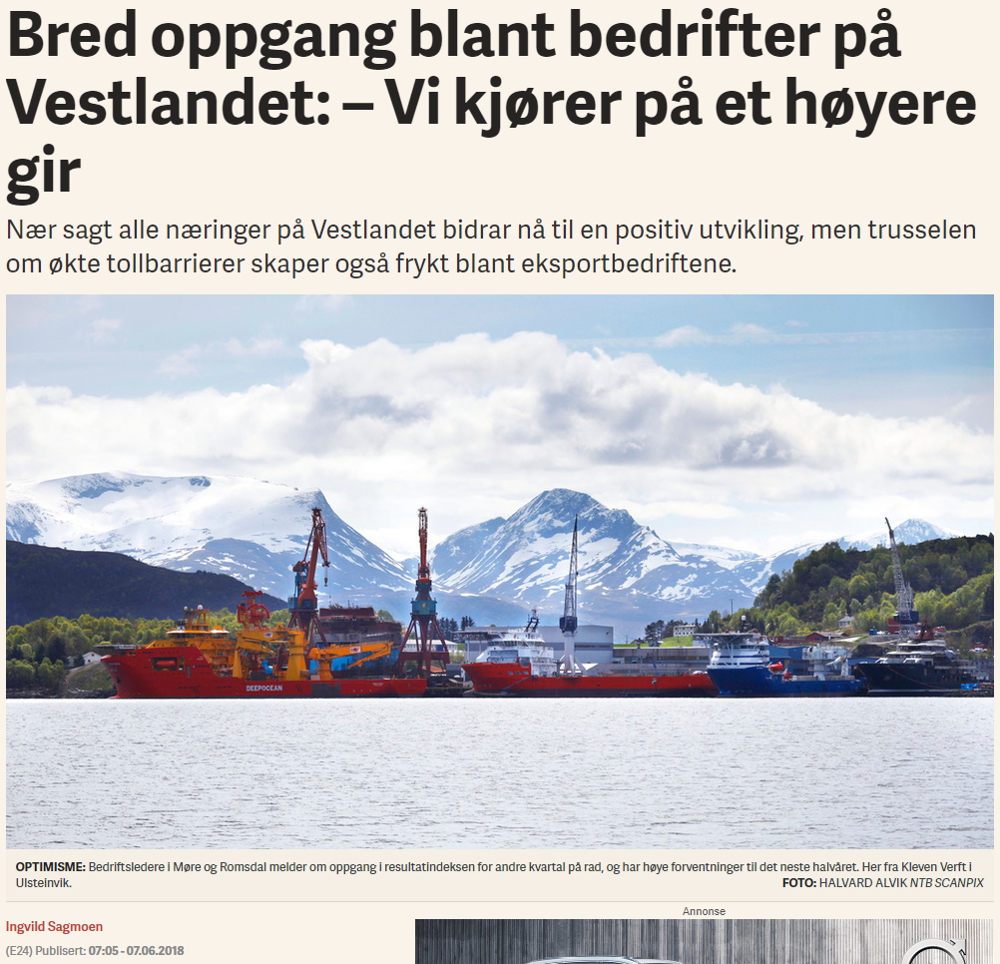 Bred oppgang blant bedrifter på
Vestlandet: – Vi kjører på et høyere
gir
Nær sagt alle næringer på Vestlandet bidrar nå til en positiv utvikling, men trusselen
om økte tollbarrierer skaper også frykt blant eksportbedriftene.
DEEPOCEAN
OPTIMISME: Bedriftsledere i Møre og Romsdal melder om oppgang i resultatindeksen for andre kvartal på rad, og har høye forventninger til det neste halvåret. Her fra Kleven Verft i
Ulsteinvik. FOTO: HALVARD ALVIK NTB SCANPIX
Annonse
Ingvild Sagmoen
(E24) Publisert: 07:05 - 07.06.2018